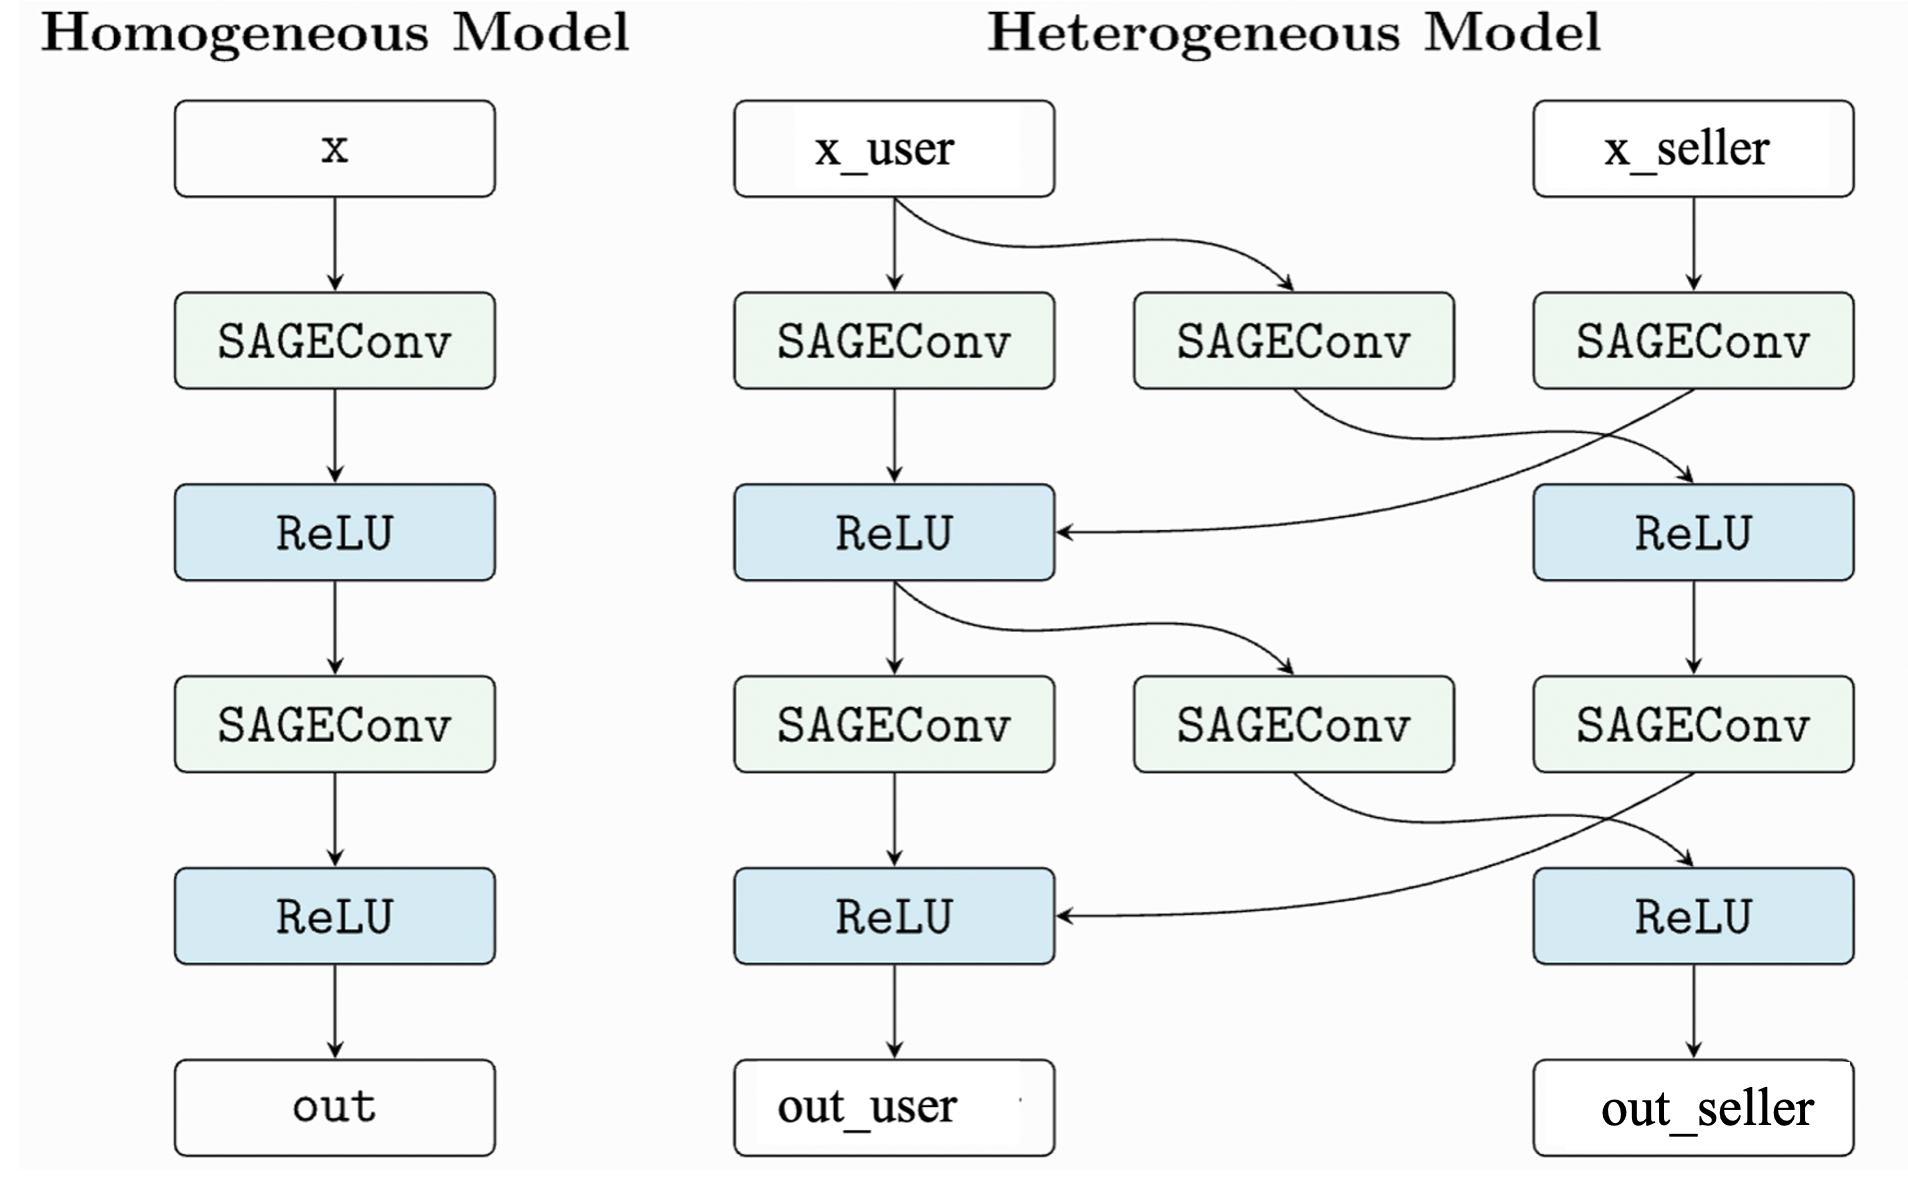 Homogeneous Model
Heterogeneous Model
x
x_user
x_seller
SAGEConv
SAGEConv
SAGEConv
SAGEConv
ReLU
ReLU
ReLU
SAGEConv
SAGEConv
SAGEConv
SAGEConv
ReLU
ReLU
ReLU
out
out_user
out_seller